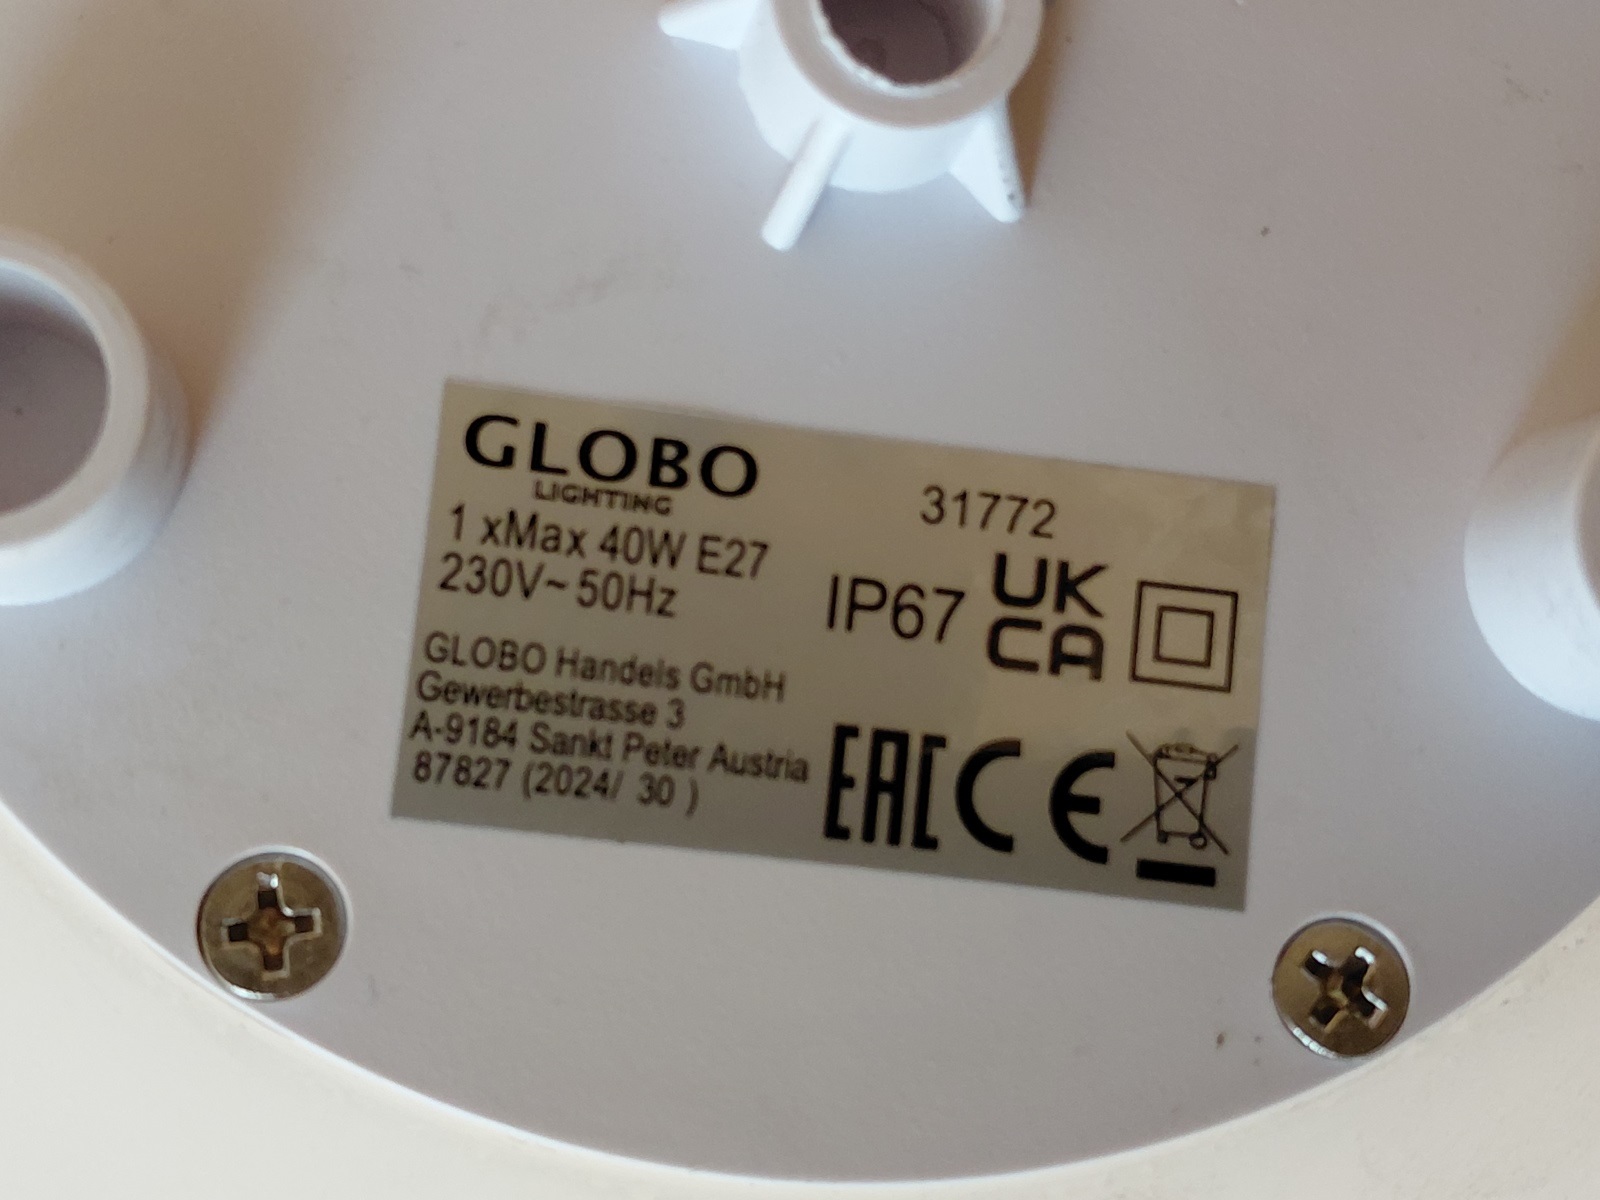 GLOBO
LIGHTING
1 xMax 40W E27
230V~ 50Hz
31772
IP67
UK
CA
GLOBO Handels GmbH
Gewerbestrasse 3
A-9184 Sankt Peter Austria
87827 (2024/ 30 )
EAC
CE